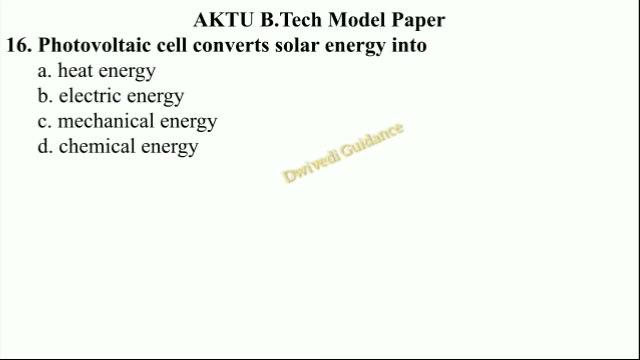 AKTU B.Tech Model Paper
16. Photovoltaic cell converts solar energy into
a. heat energy
b. electric energy
c. mechanical energy
d. chemical energy
Dwivedi Guidance